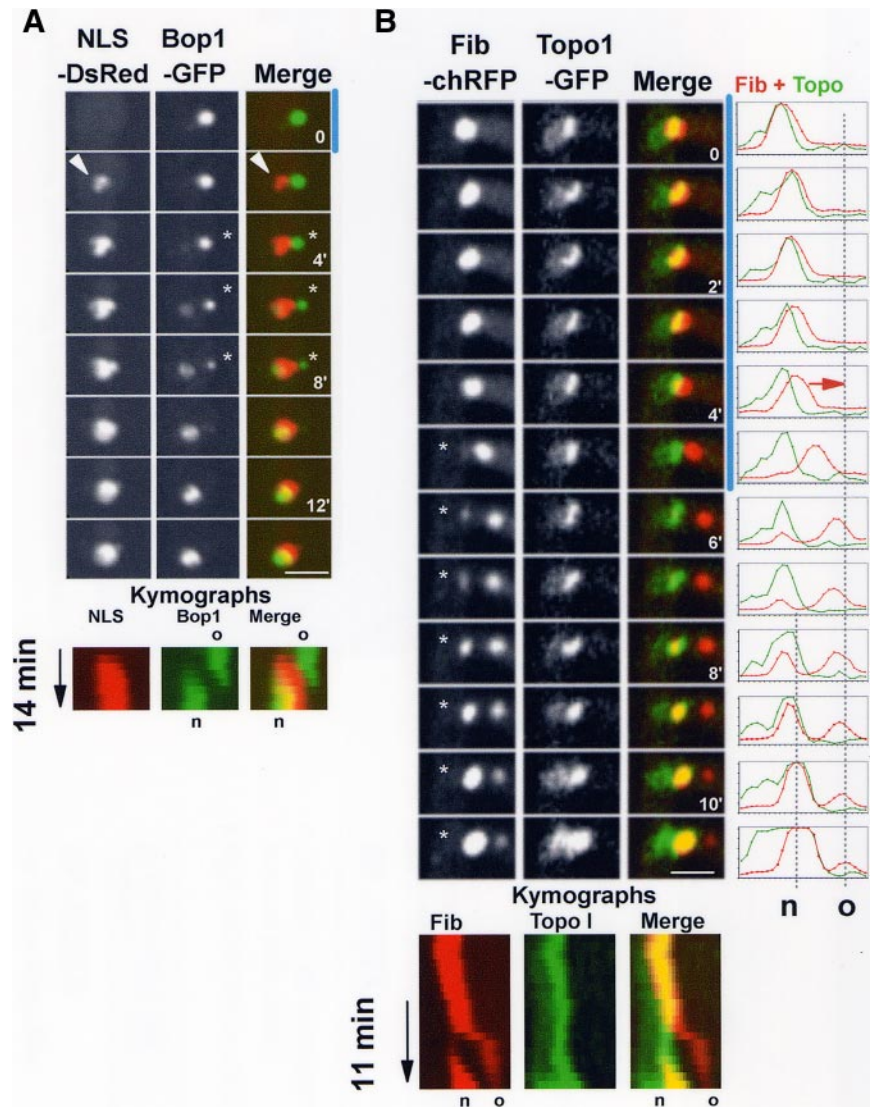 A
NLS
-DsRed
Bop1
-GFP
Merge
0
*
*
4'
*
*
*
*
8'
12'
Kymographs
NLS
Bop1
Merge
o
o
14 min
n
n
B
Fib
-chRFP
Topo1
-GFP
Merge
Fib + Topo
0
2'
4'
*
*
6'
*
*
8'
*
*
10'
*
n
o
Kymographs
Fib
Topo I
Merge
11 min
n
o
n
o